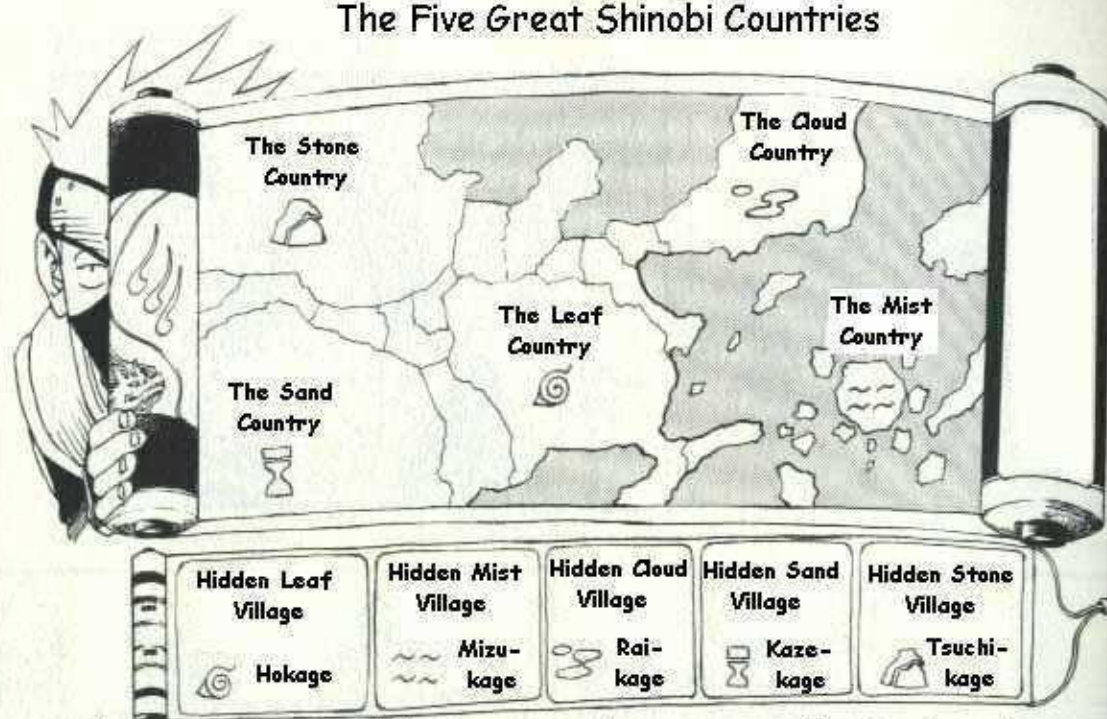 The Five Great Shinobi Countries
The Stone
Country
The Cloud
Country
The Leaf
Country
The Mist
Country
The Sand
Country
Hidden Leaf
Village
Hokage
Hidden Mist
Village
Mizu-
kage
Hidden Cloud
Village
Rai-
kage
Hidden Sand
Village
Kaze-
kage
Hidden Stone
Village
Tsuchi-
kage